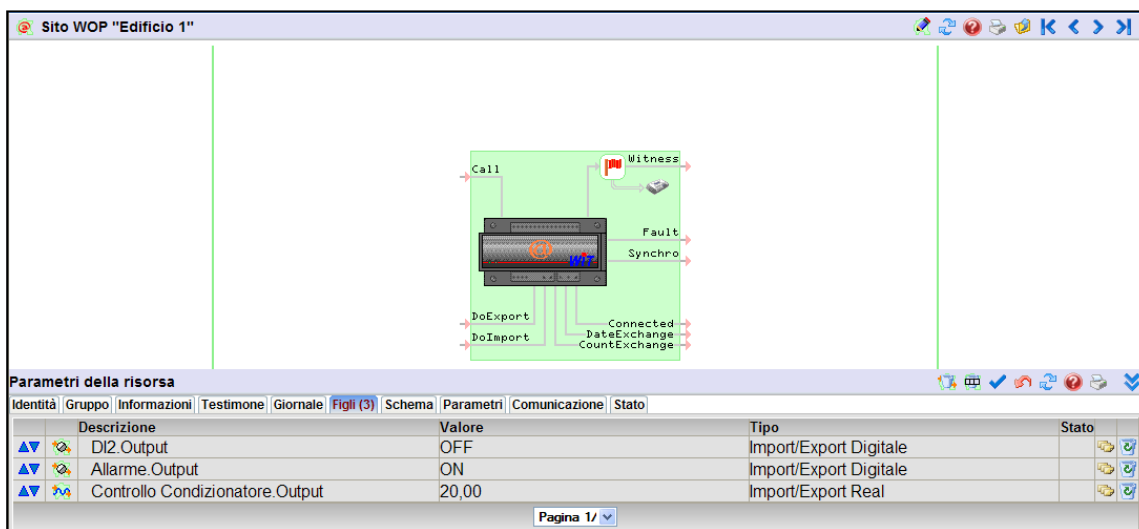 Sito WOP "Edificio 1"
Call
Witness
WiT
Fault
Synchro
DoExport
DoImport
Connected
DateExchange
CountExchange
Parametri della risorsa
Identità Gruppo Informazioni Testimone Giornale Figli (3) Schema Parametri Comunicazione Stato
Descrizione Valore Tipo Stato
DI2.Output OFF Import/Export Digitale
Allarme.Output ON Import/Export Digitale
Controllo Condizionatore.Output 20,00 Import/Export Real
Pagina 1/